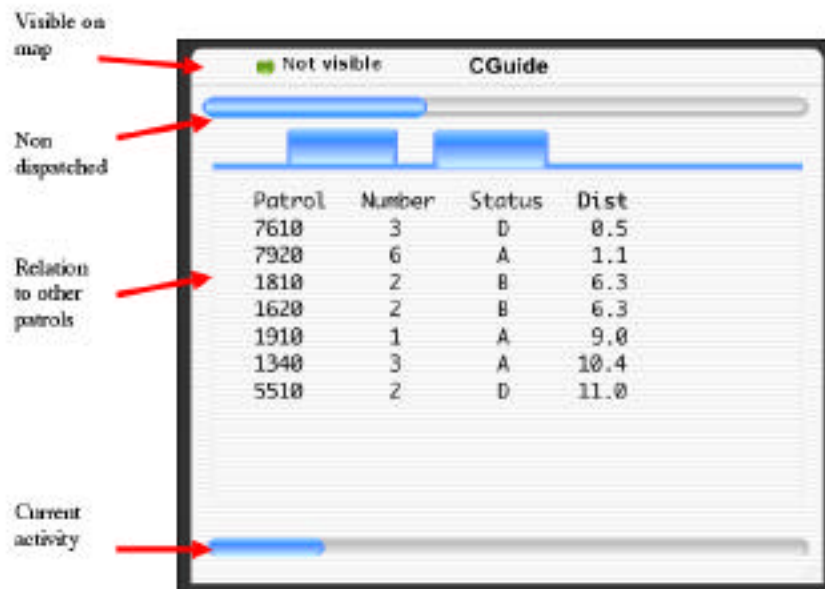 Visible on
map
Not visible CGuide
Non
dispatched
Patrol Number Status Dist
7610 3 D 0.5
7920 6 A 1.1
1810 2 B 6.3
1620 2 B 6.3
1910 1 A 9.0
1340 3 A 10.4
5510 2 D 11.0
Relation
to other
patrols
Current
activity